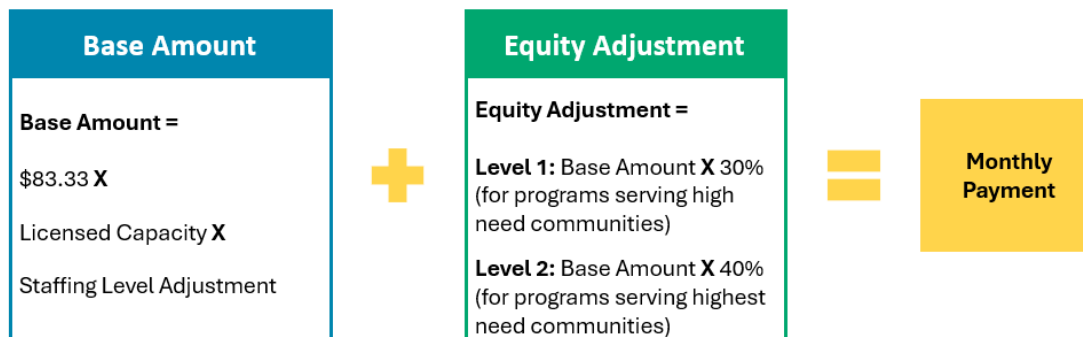 Base Amount
Base Amount =
$83.33 X
Licensed Capacity X
Staffing Level Adjustment
Equity Adjustment
Equity Adjustment =
Level 1: Base Amount X 30%
(for programs serving high
need communities)
Level 2: Base Amount X 40%
(for programs serving highest
need communities)
Monthly
Payment